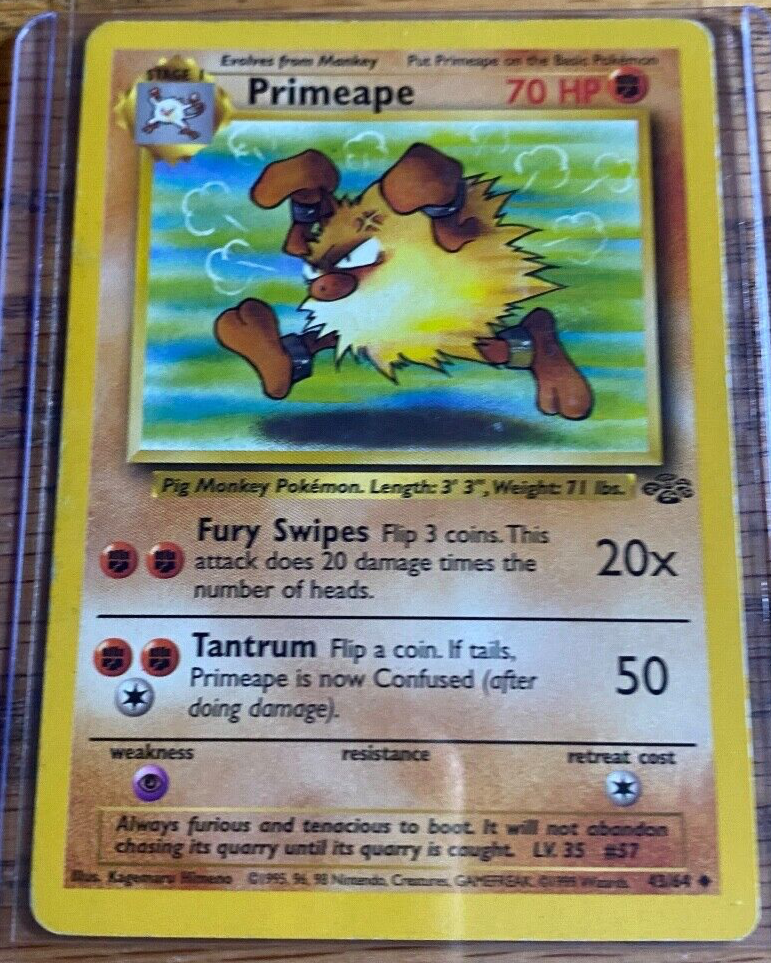 Evolves from Mankey Put Primeape on the Basic Pokémon
STAGE 1
Primeape 70 HP
Pig Monkey Pokémon. Length: 3' 3", Weight: 71 lbs.
Fury Swipes Flip 3 coins. This
attack does 20 damage times the
number of heads.
20x
Tantrum Flip a coin. If tails,
Primeape is now Confused (after
doing damage).
50
weakness resistance retreat cost
Always furious and tenacious to boot. It will not abandon
chasing its quarry until its quarry is caught. LV. 35 #57
Illus. Kagemaru Himeno ©1995, 96, 98 Nintendo, Creatures, GAMEFREAK. ©1999 Wizards. 43/64